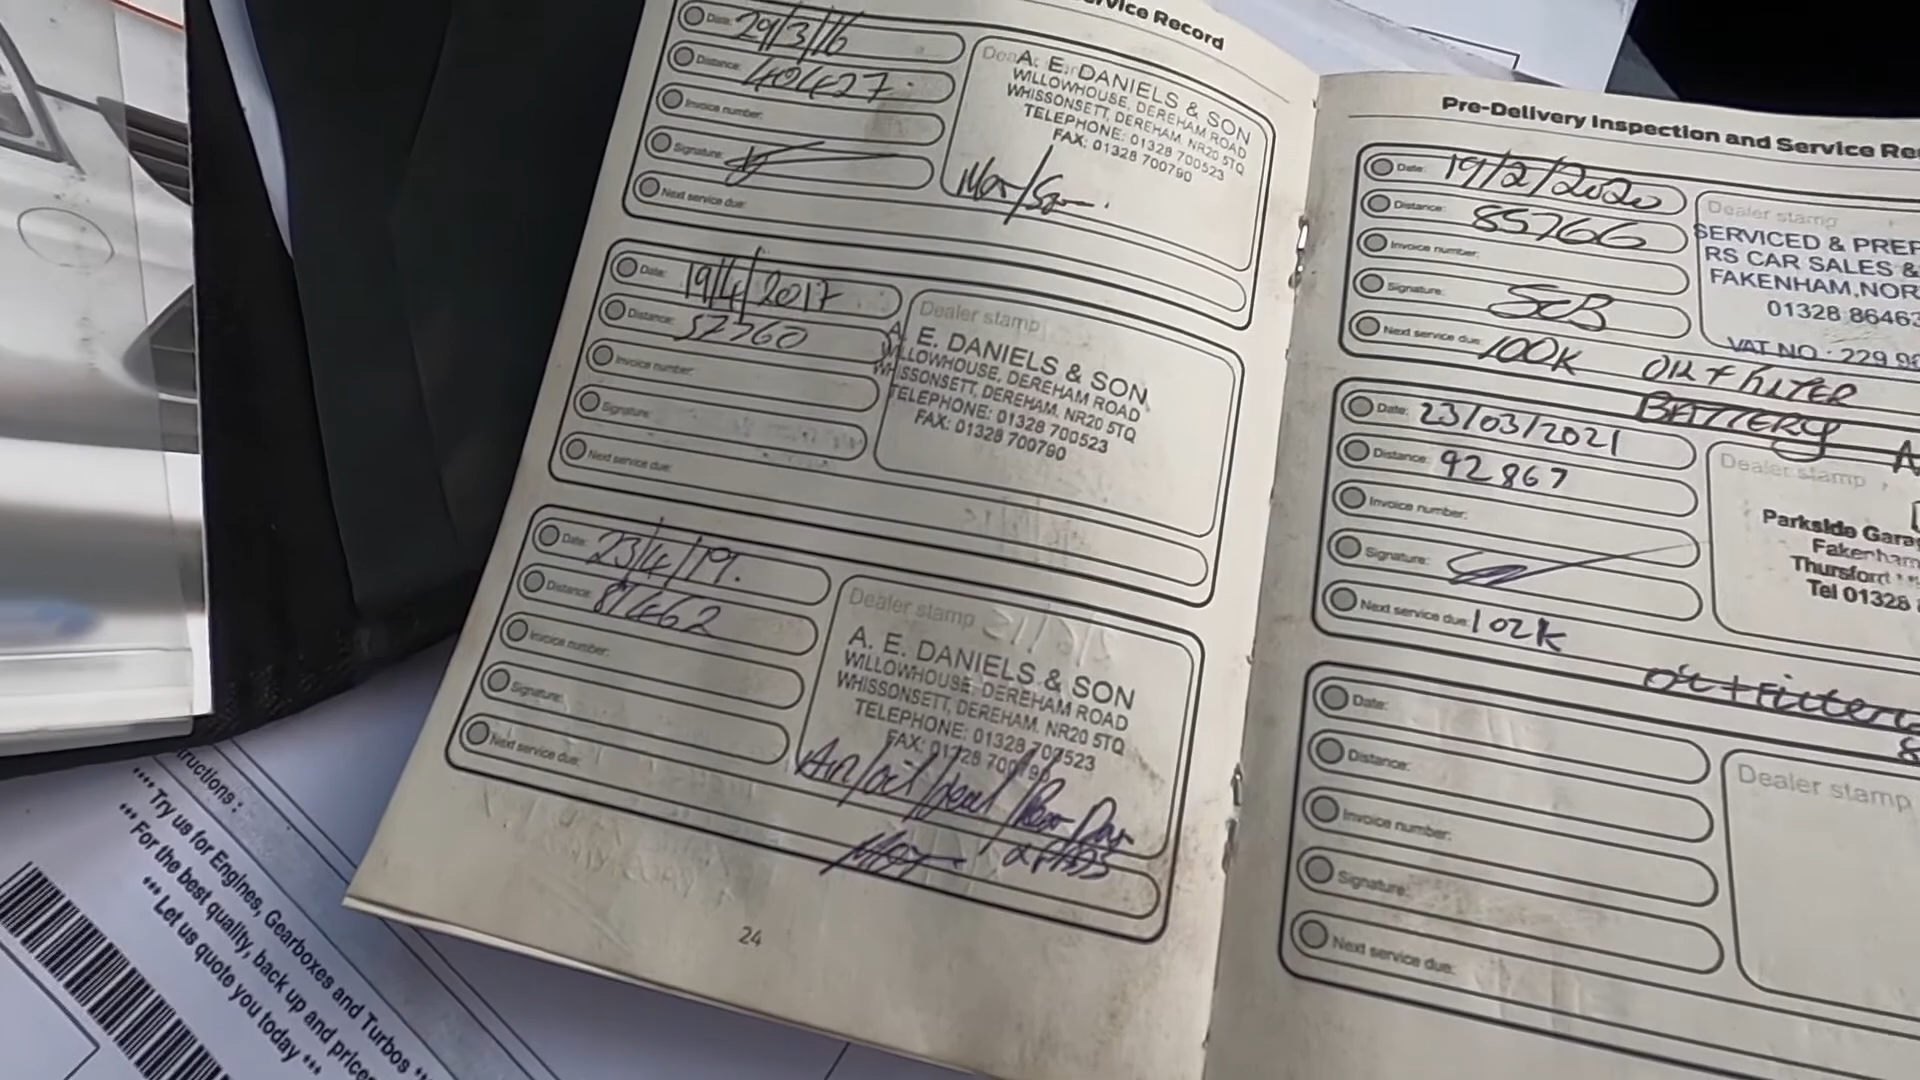 Service Record
Date: 29/3/16
Distance: 40427
Invoice number:
Signature:
Next service due:
A. E. DANIELS & SON
WILLOWHOUSE, DEREHAM ROAD
WHISSONSETT, DEREHAM. NR20 5TQ
TELEPHONE: 01328 700523
FAX: 01328 700790
Date: 19/4/2017
Distance: 52760
Invoice number:
Signature:
Next service due:
Dealer stamp
A. E. DANIELS & SON
WILLOWHOUSE, DEREHAM ROAD
WHISSONSETT, DEREHAM. NR20 5TQ
TELEPHONE: 01328 700523
FAX: 01328 700790
Date: 23/4/19.
Distance: 81462
Invoice number:
Signature:
Next service due:
Dealer stamp
A. E. DANIELS & SON
WILLOWHOUSE, DEREHAM ROAD
WHISSONSETT, DEREHAM. NR20 5TQ
TELEPHONE: 01328 700523
FAX: 01328 700790
Air/oil/
24
Pre-Delivery Inspection and Service Re
Date: 19/2/2020
Distance: 85766
Invoice number:
Signature: SCB
Next service due: 100K OIL + FILTER
BATTERY
Dealer stamp
SERVICED & PREP
RS CAR SALES &
FAKENHAM, NOR
01328 8646
VAT NO : 229 9
Date: 23/03/2021
Distance: 92867
Invoice number:
Signature:
Next service due: 102K
Dealer stamp
Parkside Gara
Fakenham
Thursford
Tel 01328
Oil + Filter
Date:
Distance:
Invoice number:
Signature:
Next service due:
Dealer stamp
ructions :
*** Try us for Engines, Gearboxes and Turbos **
*** For the best quality, back up and price
*** Let us quote you today ***